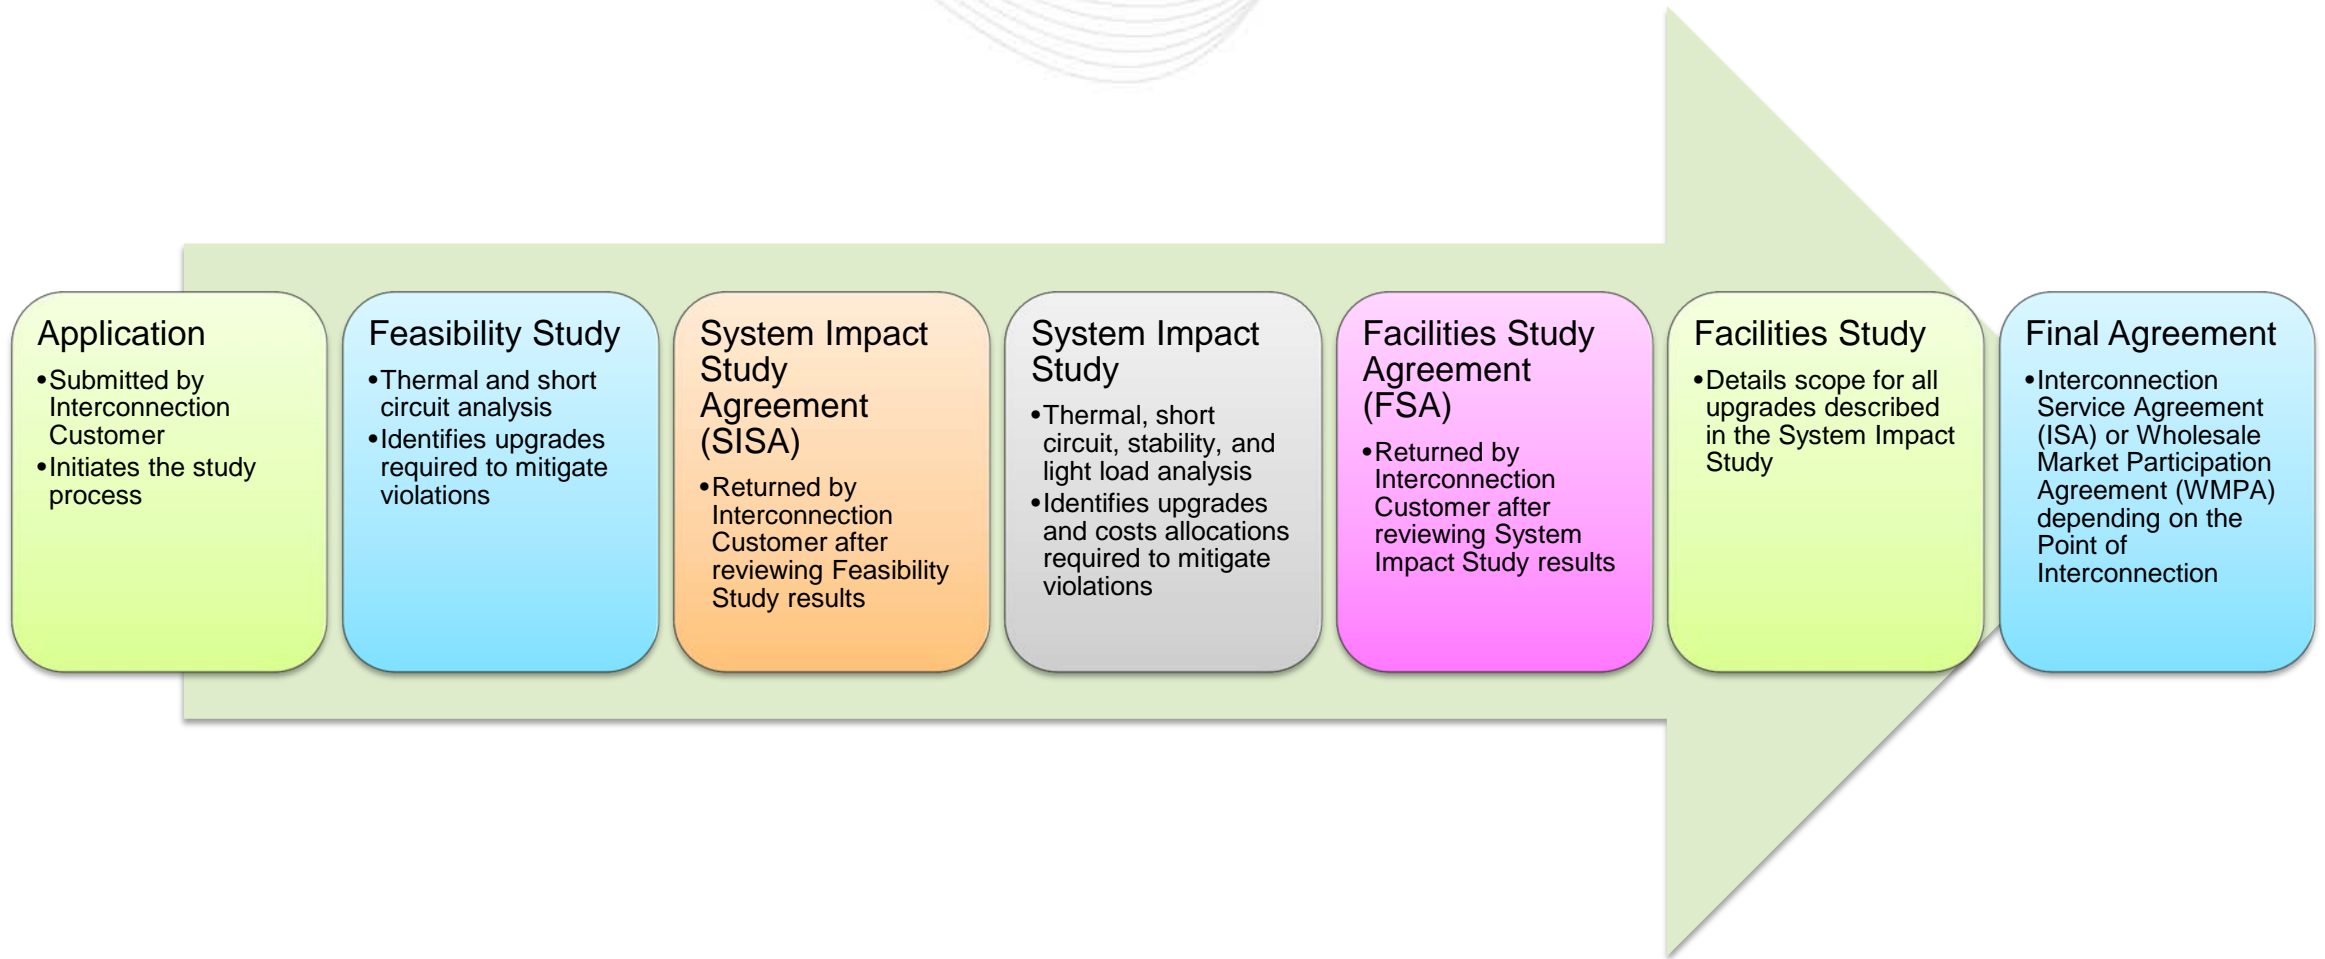 Application
•Submitted by
Interconnection
Customer
•Initiates the study
process
Feasibility Study
•Thermal and short
circuit analysis
•Identifies upgrades
required to mitigate
violations
System Impact
Study
Agreement
(SISA)
•Returned by
Interconnection
Customer after
reviewing Feasibility
Study results
System Impact
Study
•Thermal, short
circuit, stability, and
light load analysis
•Identifies upgrades
and costs allocations
required to mitigate
violations
Facilities Study
Agreement
(FSA)
•Returned by
Interconnection
Customer after
reviewing System
Impact Study results
Facilities Study
•Details scope for all
upgrades described
in the System Impact
Study
Final Agreement
•Interconnection
Service Agreement
(ISA) or Wholesale
Market Participation
Agreement (WMPA)
depending on the
Point of
Interconnection